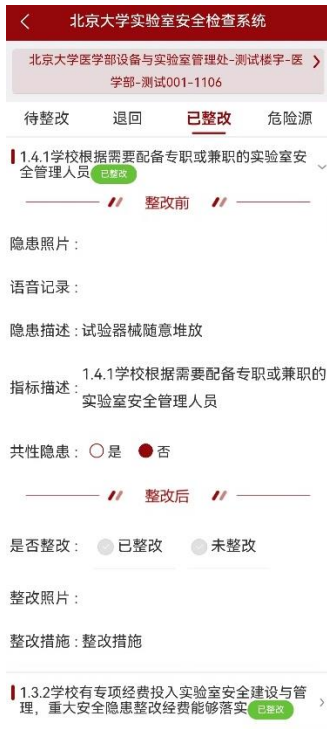 北京大学实验室安全检查系统
北京大学医学部设备与实验室管理处-测试楼宇-医
学部-测试001-1106
待整改 退回 已整改 危险源
1.4.1学校根据需要配备专职或兼职的实验室安
全管理人员 已整改
整改前
隐患照片：
语音记录：
隐患描述：试验器械随意堆放
指标描述：1.4.1学校根据需要配备专职或兼职的
实验室安全管理人员
共性隐患： 是 否
整改后
是否整改： 已整改 未整改
整改照片：
整改措施：整改措施
1.3.2学校有专项经费投入实验室安全建设与管
理，重大安全隐患整改经费能够落实 已整改